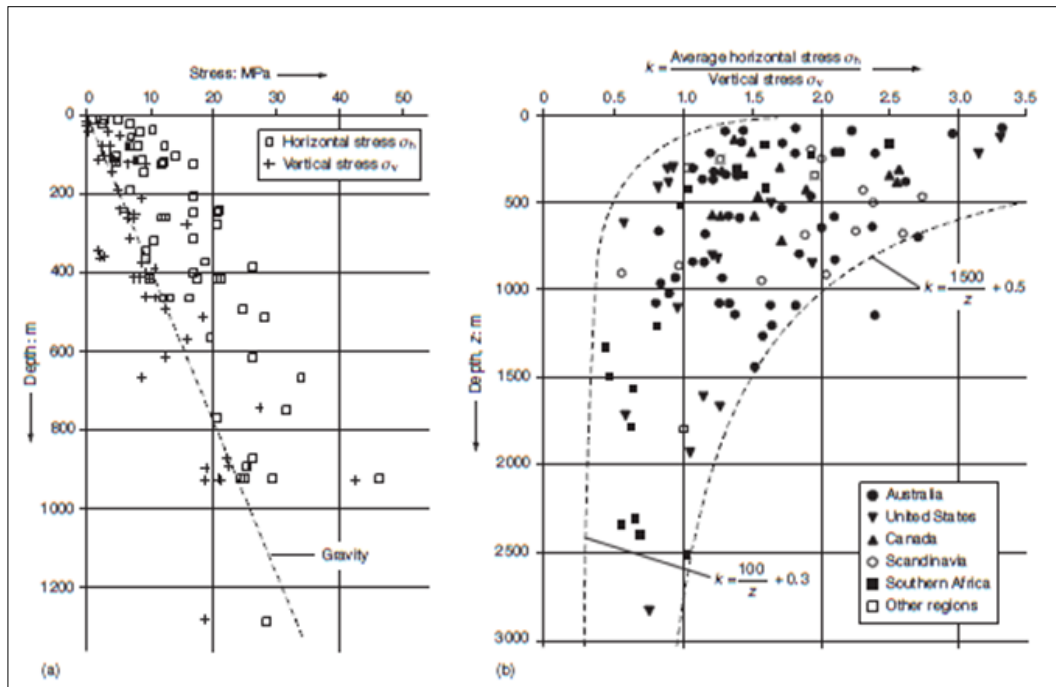 Stress: MPa
0 10 20 30 40 50
0
200
400
600
800
1000
1200
Depth: m
Horizontal stress σh
Vertical stress σv
Gravity
(a)
k = Average horizontal stress σh
Vertical stress σv
0 0.5 1.0 1.5 2.0 2.5 3.0 3.5
0
500
1000
1500
2000
2500
3000
Depth, z: m
k = 1500
z + 0.5
k = 100
z + 0.3
Australia
United States
Canada
Scandinavia
Southern Africa
Other regions
(b)